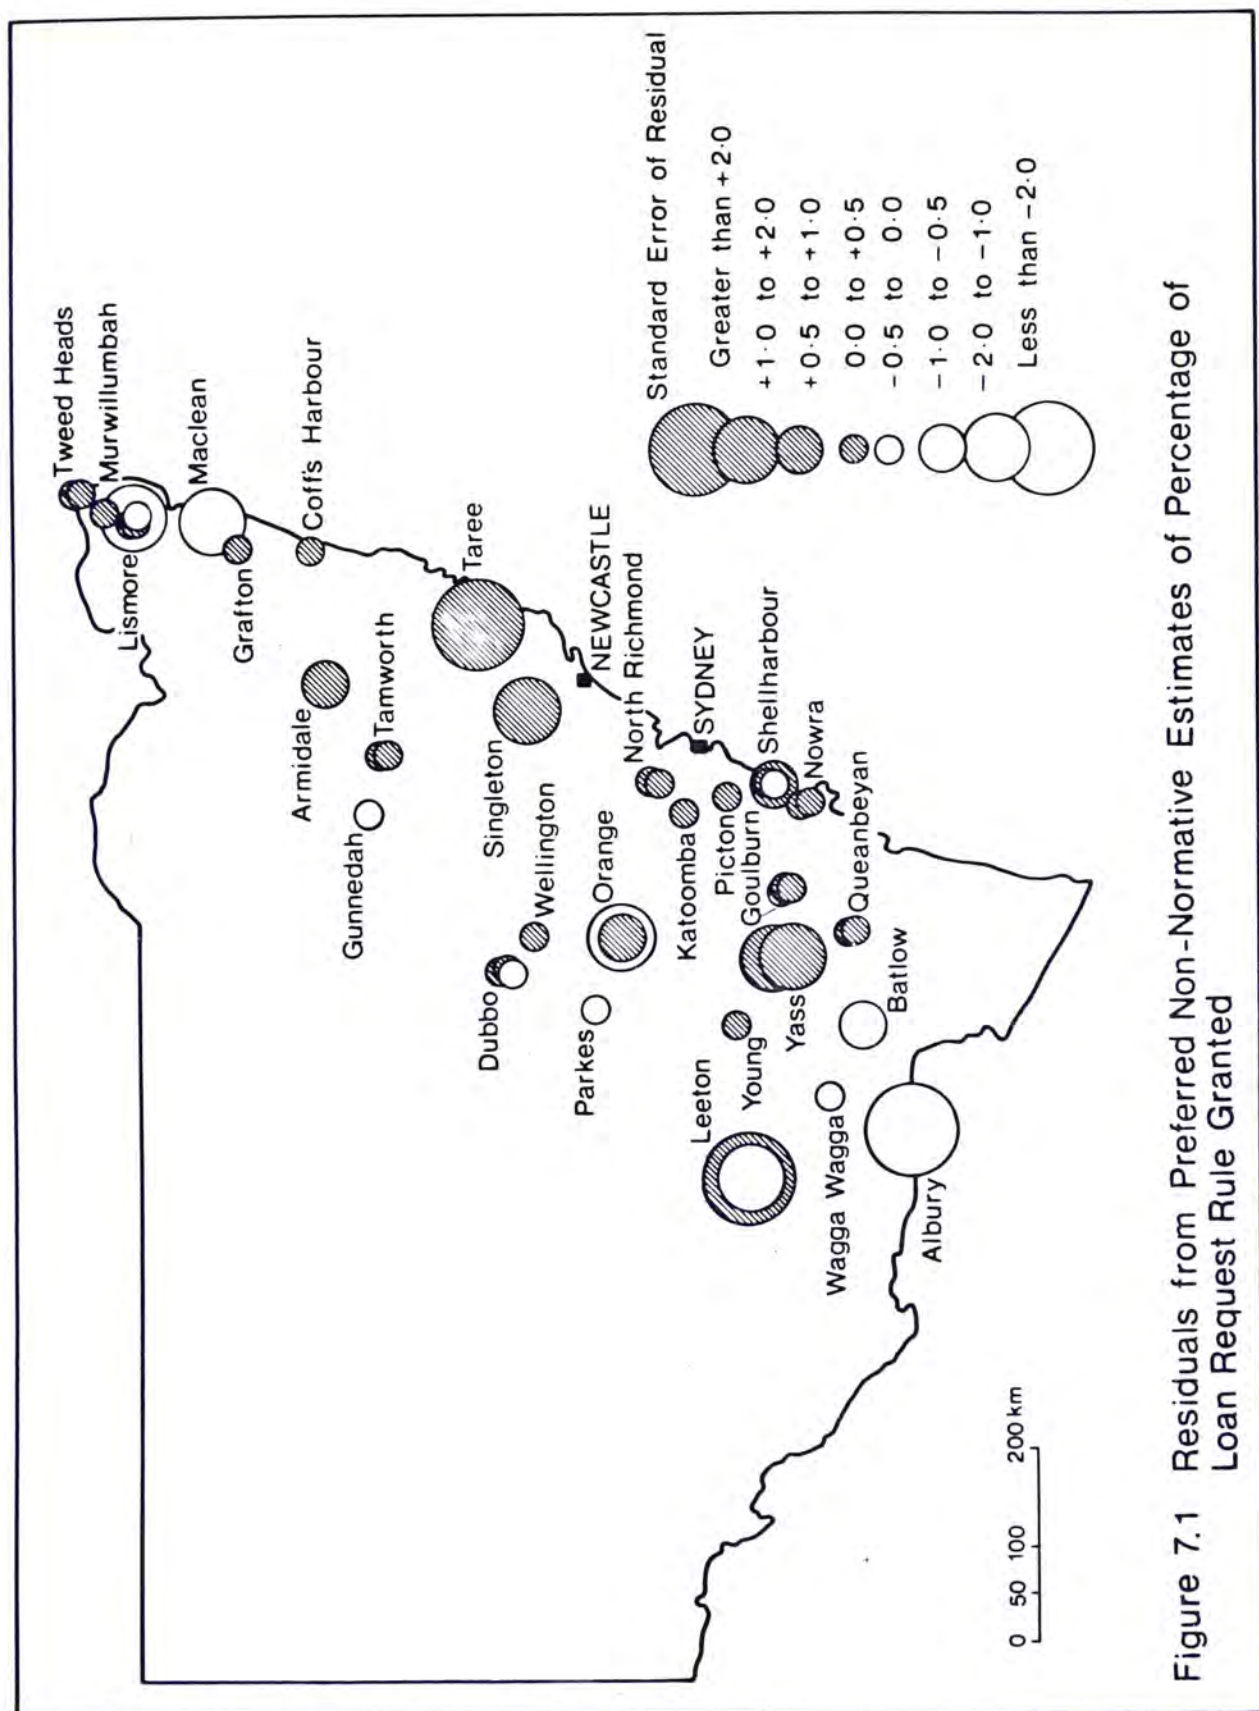 Tweed Heads
Murwillumbah
Lismore
Maclean
Grafton
Coff's Harbour
Armidale
Tamworth
Gunnedah
Taree
Singleton
NEWCASTLE
Dubbo
Wellington
North Richmond
Parkes
Orange
Katoomba
SYDNEY
Picton
Shellharbour
Goulburn
Nowra
Leeton
Young
Yass
Queanbeyan
Wagga Wagga
Batlow
Albury
Standard Error of Residual
Greater than +2·0
+1·0 to +2·0
+0·5 to +1·0
0·0 to +0·5
−0·5 to 0·0
−1·0 to −0·5
−2·0 to −1·0
Less than −2·0
0 50 100 200 km
Figure 7.1 Residuals from Preferred Non-Normative Estimates of Percentage of
Loan Request Rule Granted